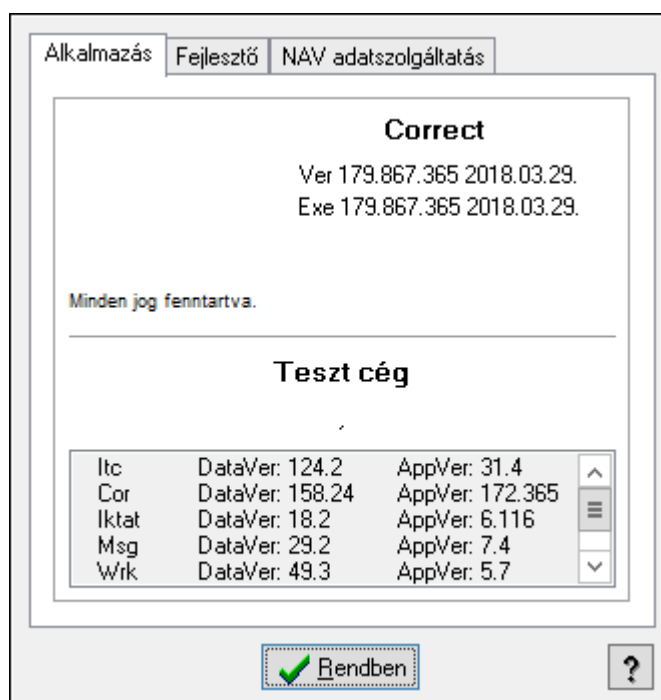 Alkalmazás Fejlesztő NAV adatszolgáltatás
Correct
Ver 179.867.365 2018.03.29.
Exe 179.867.365 2018.03.29.
Minden jog fenntartva.
Teszt cég
,
Itc DataVer: 124.2 AppVer: 31.4
Cor DataVer: 158.24 AppVer: 172.365
Iktat DataVer: 18.2 AppVer: 6.116
Msg DataVer: 29.2 AppVer: 7.4
Wrk DataVer: 49.3 AppVer: 5.7
Rendben ?